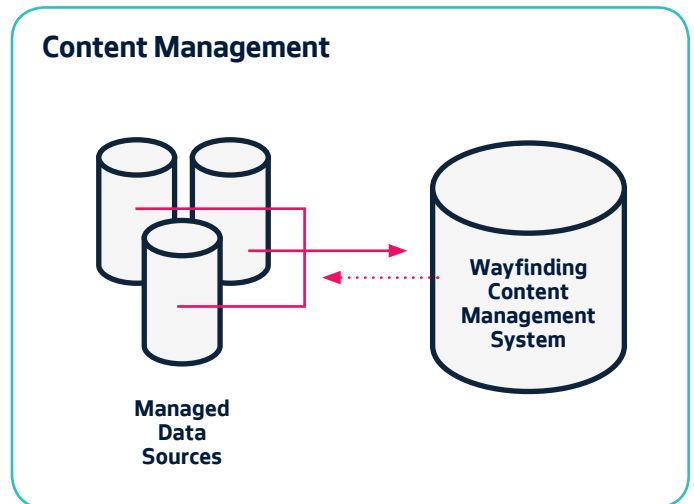 Content Management
Wayfinding
Content
Management
System
Managed
Data
Sources